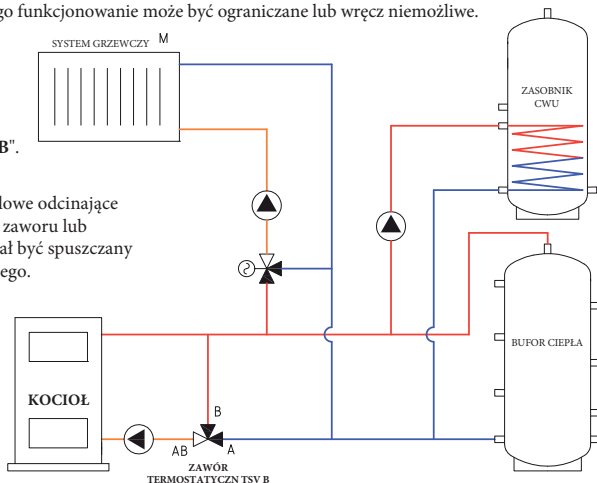 go funkcjonowanie może być ograniczane lub wręcz niemożliwe.
SYSTEM GRZEWCZY M
ZASOBNIK
CWU
B".
lowe odcinające
zaworu lub
ał być spuszczany
ego.
BUFOR CIEPŁA
KOCIOŁ
B
AB
A
ZAWÓR
TERMOSTATYCZN TSV B